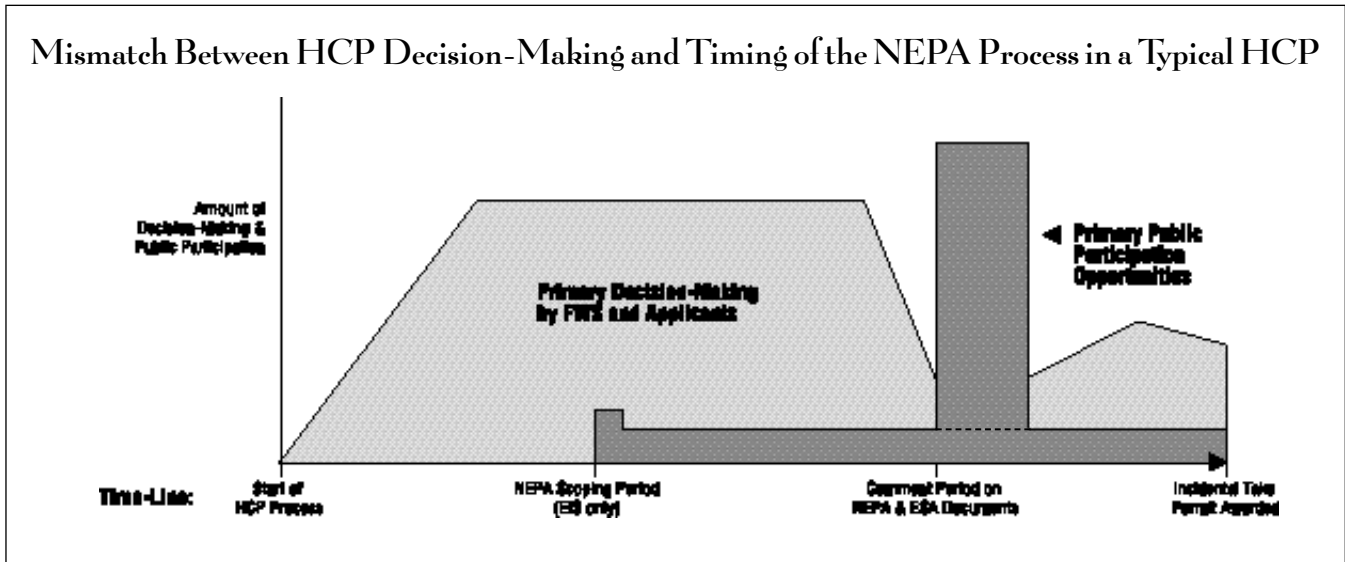 Mismatch Between HCP Decision-Making and Timing of the NEPA Process in a Typical HCP
Amount of
Decision-Making &
Public Participation
Primary Public
Participation
Opportunities
Primary Decision-Making
by FWS and Applicants
Time-Line:
Start of
HCP Process
NEPA Scoping Period
(EIS only)
Comment Period on
NEPA & ESA Documents
Incidental Take
Permit Awarded